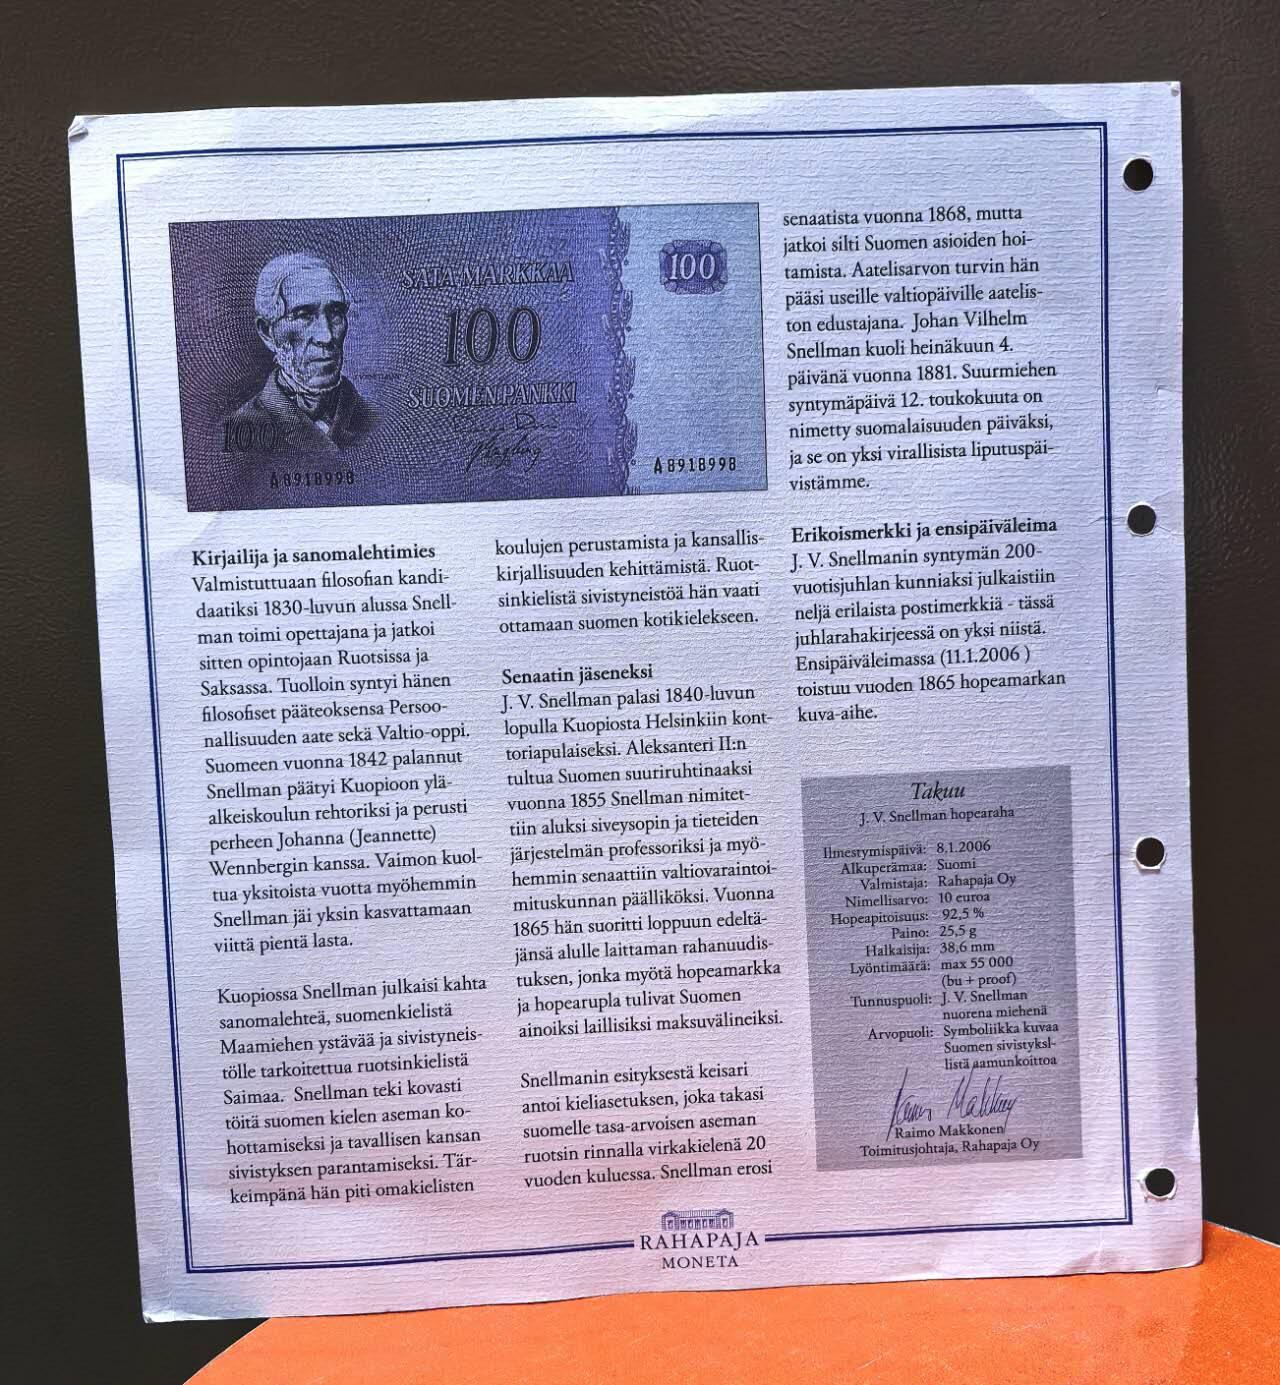 SATA MARKKAA
100
SUOMEN PANKKI
100
100
A8918998
A8918998
Kirjailija ja sanomalehtimies
Valmistuttuaan filosofian kandi-
daatiksi 1830-luvun alussa Snell-
man toimi opettajana ja jatkoi
sitten opintojaan Ruotsissa ja
Saksassa. Tuolloin syntyi hänen
filosofiset pääteoksensa Persoo-
nallisuuden aate sekä Valtio-oppi.
Suomeen vuonna 1842 palannut
Snellman päätyi Kuopioon ylä-
alkeiskoulun rehtoriksi ja perusti
perheen Johanna (Jeannette)
Wennbergin kanssa. Vaimon kuol-
tua yksitoista vuotta myöhemmin
Snellman jäi yksin kasvattamaan
viittä pientä lasta.
Kuopiossa Snellman julkaisi kahta
sanomalehteä, suomenkielistä
Maamiehen ystävää ja sivistyneis-
tölle tarkoitettua ruotsinkielistä
Saimaa. Snellman teki kovasti
töitä suomen kielen aseman ko-
hottamiseksi ja tavallisen kansan
sivistyksen parantamiseksi. Tär-
keimpänä hän piti omakielisten
koulujen perustamista ja kansallis-
kirjallisuuden kehittämistä. Ruot-
sinkielistä sivistyneistöä hän vaati
ottamaan suomen kotikielekseen.
Senaatin jäseneksi
J. V. Snellman palasi 1840-luvun
lopulla Kuopiosta Helsinkiin kont-
toriapulaiseksi. Aleksanteri II:n
tultua Suomen suuriruhtinaaksi
vuonna 1855 Snellman nimitet-
tiin aluksi siveysopin ja tieteiden
järjestelmän professoriksi ja myö-
hemmin senaattiin valtiovaraintoi-
mituskunnan päälliköksi. Vuonna
1865 hän suoritti loppuun edeltä-
jänsä alulle laittaman rahanuudis-
tuksen, jonka myötä hopeamarkka
ja hopearupla tulivat Suomen
ainoiksi laillisiksi maksuvälineiksi.
Snellmanin esityksestä keisari
antoi kieliasetuksen, joka takasi
suomelle tasa-arvoisen aseman
ruotsin rinnalla virkakielenä 20
vuoden kuluessa. Snellman erosi
senaatista vuonna 1868, mutta
jatkoi silti Suomen asioiden hoi-
tamista. Aatelisarvon turvin hän
pääsi useille valtiopäiville aatelis-
ton edustajana. Johan Vilhelm
Snellman kuoli heinäkuun 4.
päivänä vuonna 1881. Suurmiehen
syntymäpäivä 12. toukokuuta on
nimetty suomalaisuuden päiväksi,
ja se on yksi virallisista liputuspäi-
vistämme.
Erikoismerkki ja ensipäiväleima
J. V. Snellmanin syntymän 200-
vuotisjuhlan kunniaksi julkaistiin
neljä erilaista postimerkkiä - tässä
juhlarahakirjeessä on yksi niistä.
Ensipäiväleimassa (11.1.2006 )
toistuu vuoden 1865 hopeamarkan
kuva-aihe.
Takuu
J. V. Snellman hopearaha
Ilmestymispäivä: 8.1.2006
Alkuperämaa: Suomi
Valmistaja: Rahapaja Oy
Nimellisarvo: 10 euroa
Hopeapitoisuus: 92,5 %
Paino: 25,5 g
Halkaisija: 38,6 mm
Lyöntimäärä: max 55 000
(bu + proof)
Tunnuspuoli: J. V. Snellman
nuorena miehenä
Arvopuoli: Symboliikka kuvaa
Suomen sivistyksl-
listä aamunkoittoa
Raimo Makkonen
Toimitusjohtaja, Rahapaja Oy
RAHAPAJA
MONETA